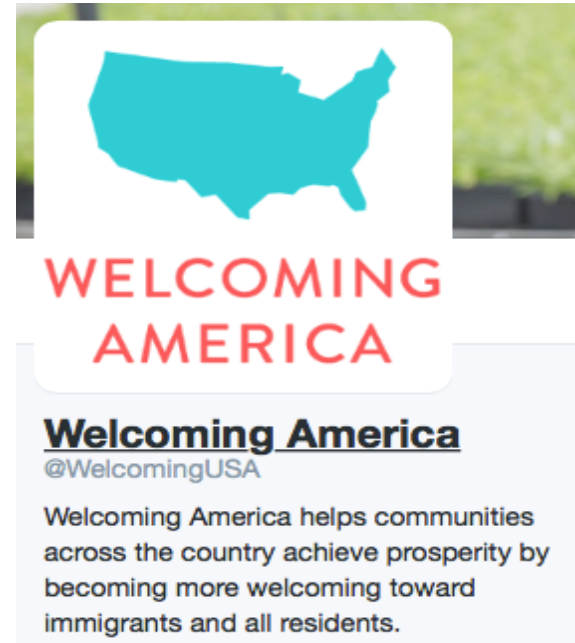 WELCOMING
AMERICA
Welcoming America
@WelcomingUSA
Welcoming America helps communities
across the country achieve prosperity by
becoming more welcoming toward
immigrants and all residents.